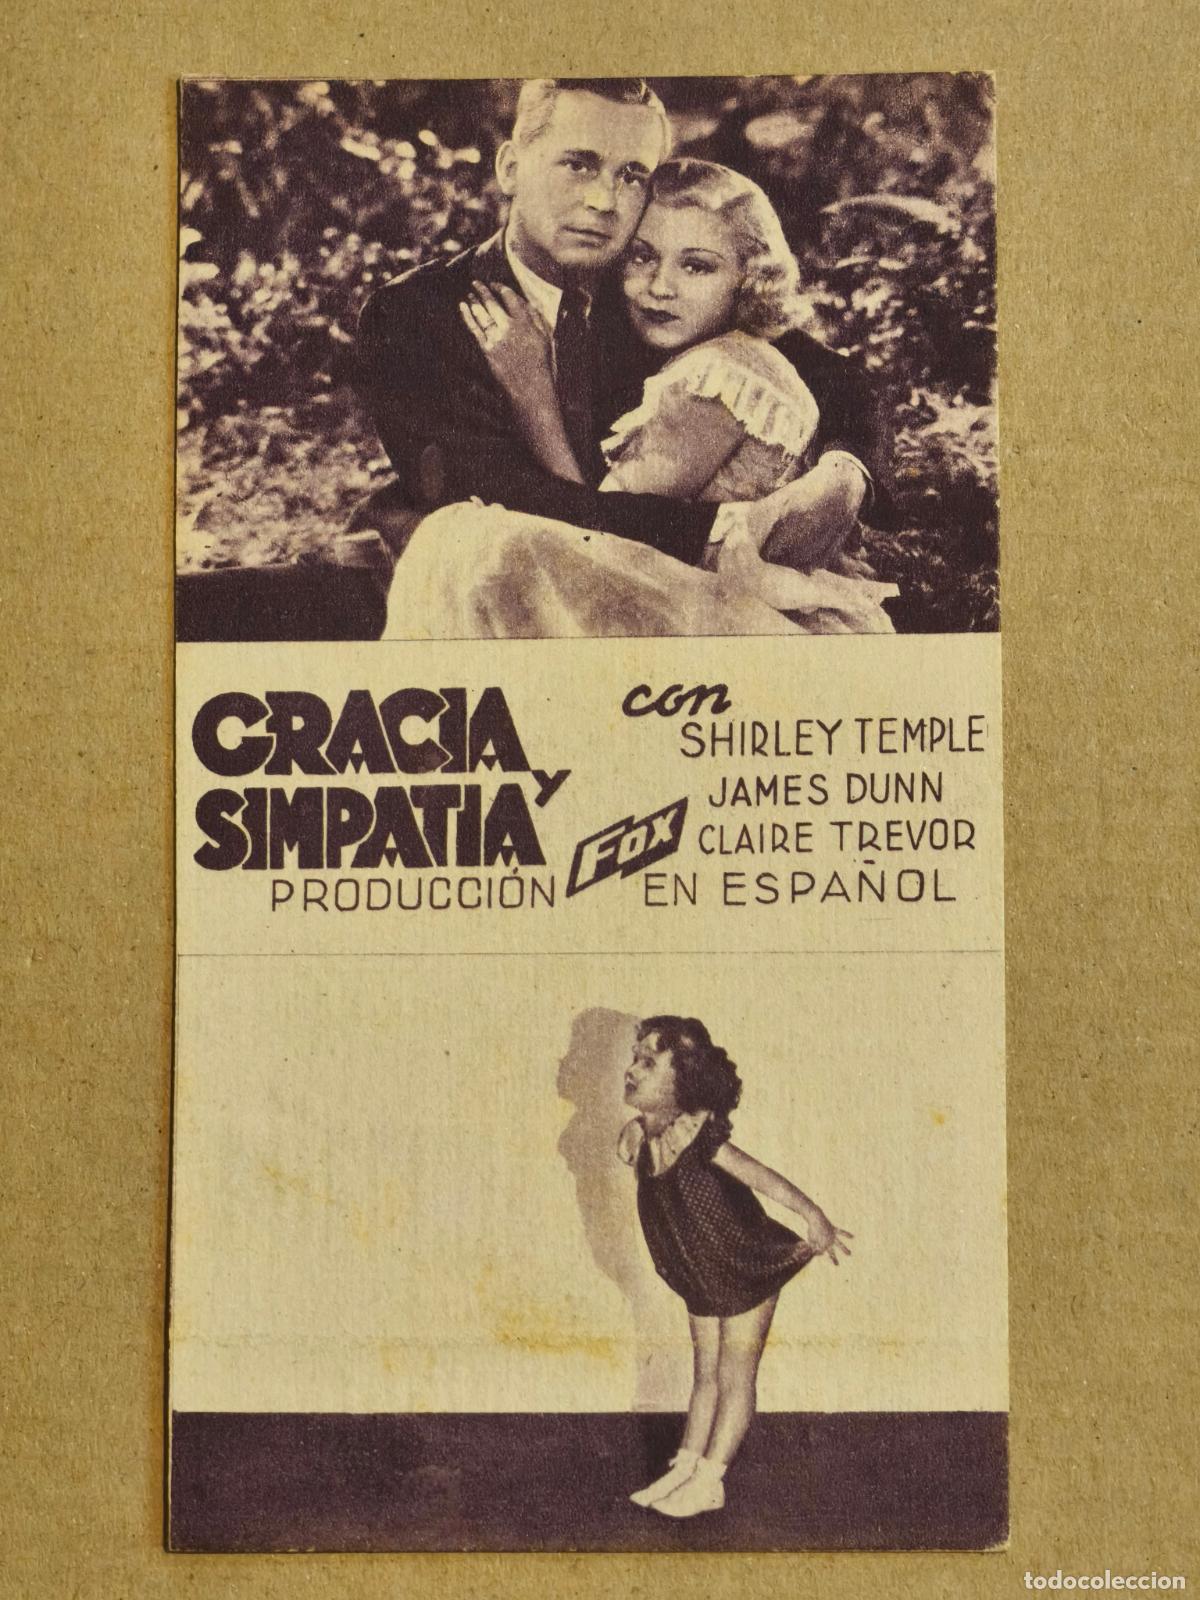 GRACIA
Y
SIMPATIA
PRODUCCIÓN
FOX
con
SHIRLEY TEMPLE
JAMES DUNN
CLAIRE TREVOR
EN ESPAÑOL
todocoleccion